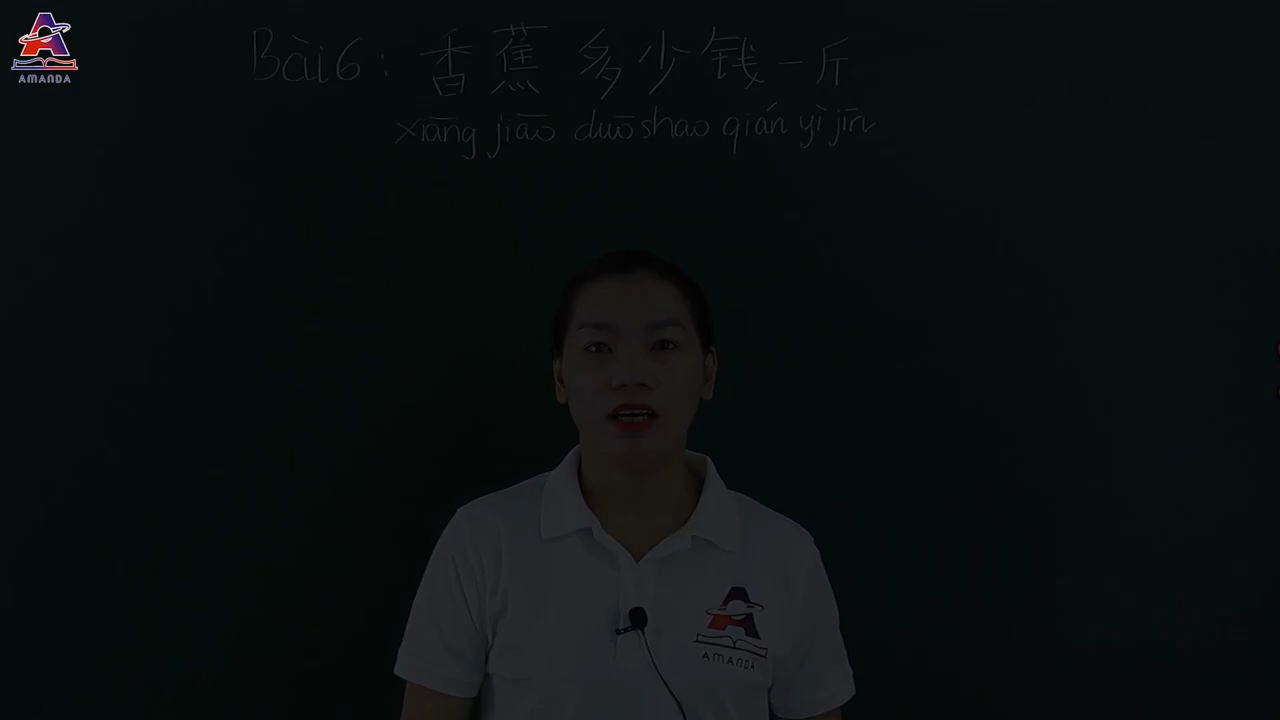 AMANDA
Bài 6: 香蕉 多少钱一斤
xiāng jiāo duō shao qián yì jīn
AMANDA